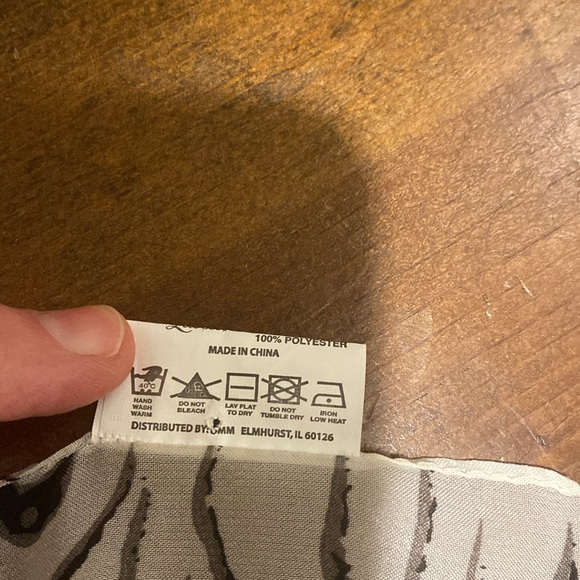 100% POLYESTER
MADE IN CHINA
40°C
HAND WASH WARM
DO NOT BLEACH
LAY FLAT TO DRY
DO NOT TUMBLE DRY
IRON LOW HEAT
DISTRIBUTED BY: GMM ELMHURST, IL 60126